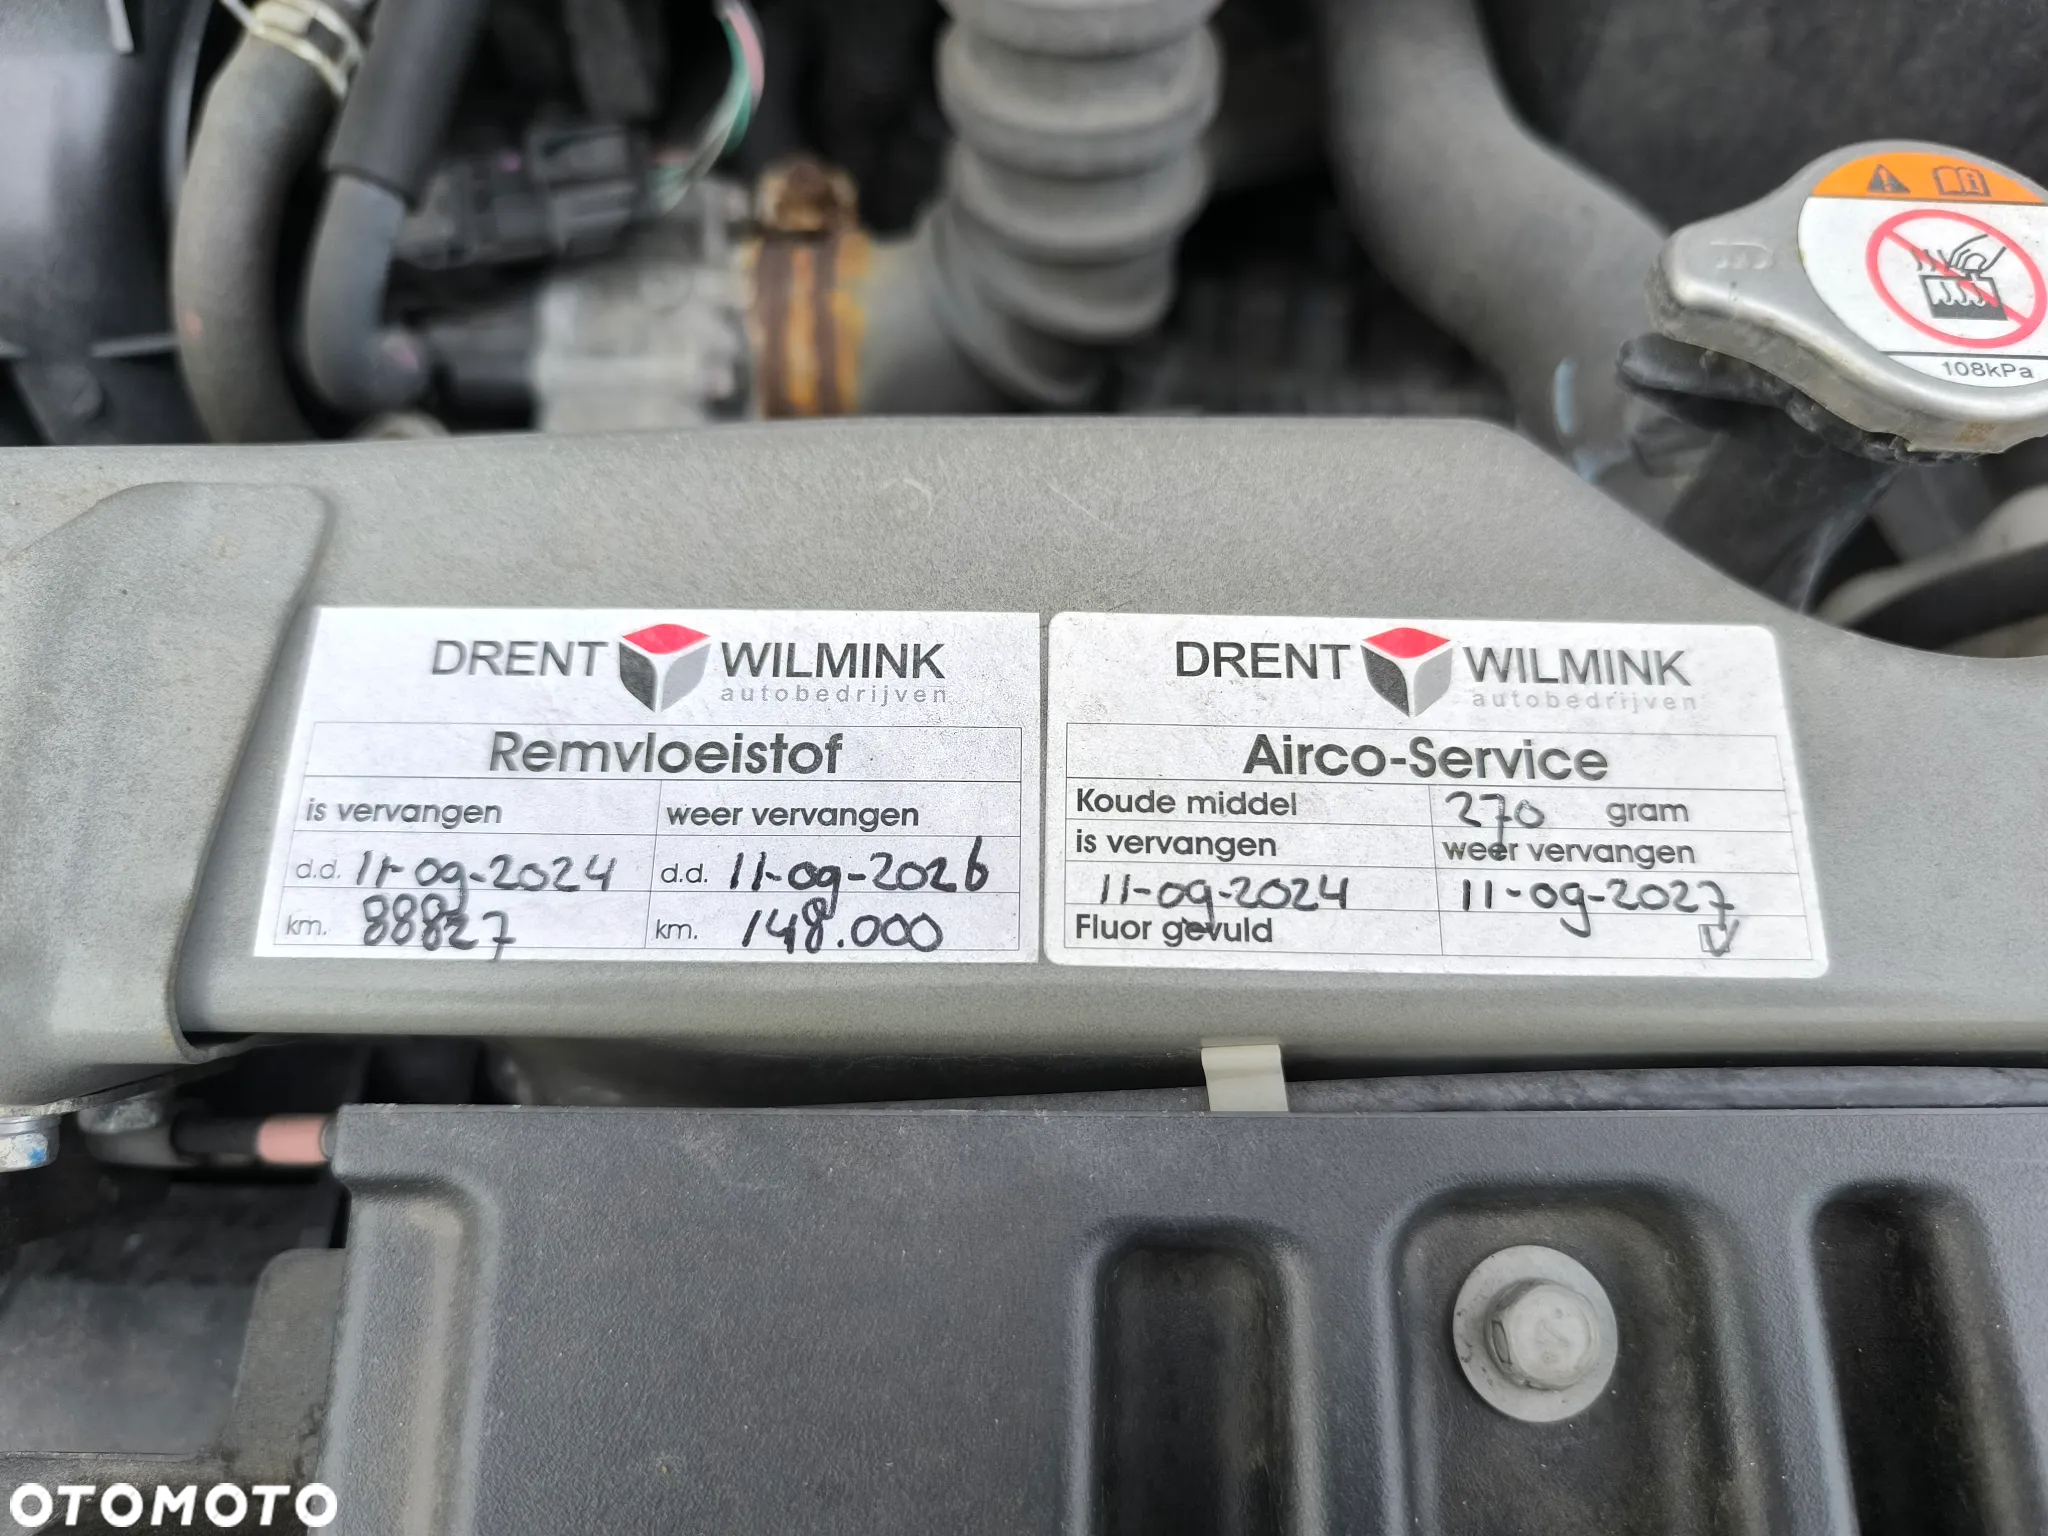 108kPa
DRENT WILMINK
autobedrijven
Remvloeistof
is vervangen weer vervangen
d.d. 11-09-2024 d.d. 11-09-2026
km. 88827 km. 148.000
DRENT WILMINK
autobedrijven
Airco-Service
Koude middel 270 gram
is vervangen weer vervangen
11-09-2024 11-09-2027
Fluor gevuld
OTOMOTO